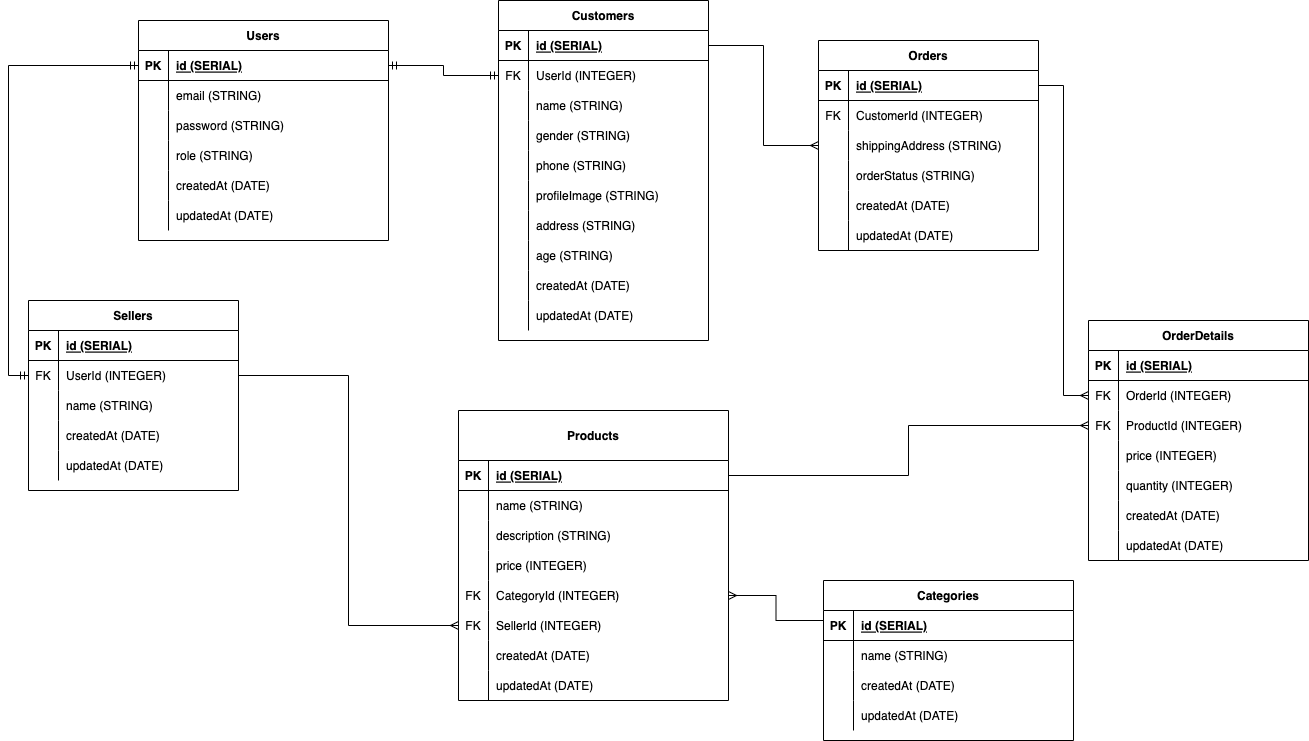 Users
PK id (SERIAL)
email (STRING)
password (STRING)
role (STRING)
createdAt (DATE)
updatedAt (DATE)
Customers
PK id (SERIAL)
FK UserId (INTEGER)
name (STRING)
gender (STRING)
phone (STRING)
profileImage (STRING)
address (STRING)
age (STRING)
createdAt (DATE)
updatedAt (DATE)
Orders
PK id (SERIAL)
FK CustomerId (INTEGER)
shippingAddress (STRING)
orderStatus (STRING)
createdAt (DATE)
updatedAt (DATE)
Sellers
PK id (SERIAL)
FK UserId (INTEGER)
name (STRING)
createdAt (DATE)
updatedAt (DATE)
Products
PK id (SERIAL)
name (STRING)
description (STRING)
price (INTEGER)
FK CategoryId (INTEGER)
FK SellerId (INTEGER)
createdAt (DATE)
updatedAt (DATE)
OrderDetails
PK id (SERIAL)
FK OrderId (INTEGER)
FK ProductId (INTEGER)
price (INTEGER)
quantity (INTEGER)
createdAt (DATE)
updatedAt (DATE)
Categories
PK id (SERIAL)
name (STRING)
createdAt (DATE)
updatedAt (DATE)